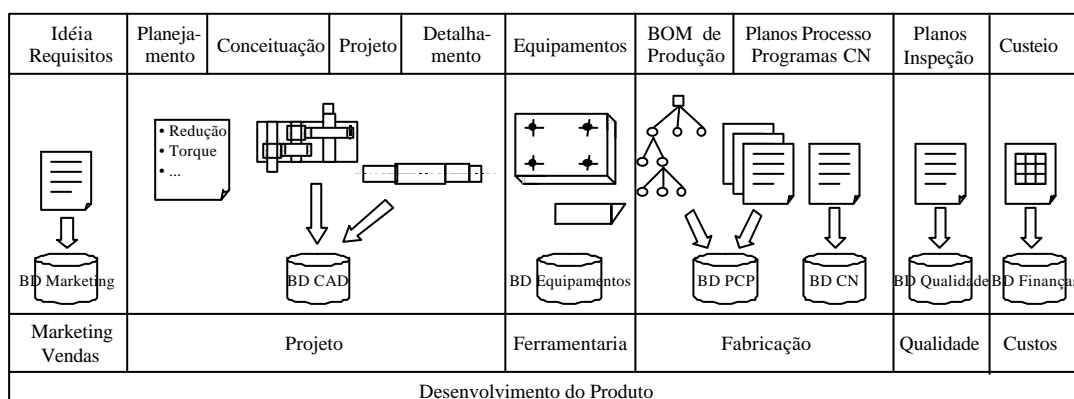 Idéia
Requisitos
Planeja-
mento
Conceituação
Projeto
Detalha-
mento
Equipamentos
BOM de
Produção
Planos Processo
Programas CN
Planos
Inspeção
Custeio
• Redução
• Torque
• ...
BD Marketing
BD CAD
BD Equipamentos
BD PCP
BD CN
BD Qualidade
BD Finanças
Marketing
Vendas
Projeto
Ferramentaria
Fabricação
Qualidade
Custos
Desenvolvimento do Produto